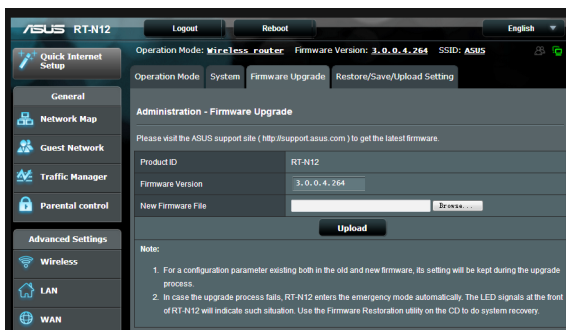 ASUS RT-N12
Logout
Reboot
English
Operation Mode: Wireless router Firmware Version: 3.0.0.4.264 SSID: ASUS
Quick Internet
Setup
Operation Mode
System
Firmware Upgrade
Restore/Save/Upload Setting
General
Network Map
Guest Network
Traffic Manager
Parental control
Advanced Settings
Wireless
LAN
WAN
Administration - Firmware Upgrade
Please visit the ASUS support site ( http://support.asus.com ) to get the latest firmware.
Product ID
RT-N12
Firmware Version
3.0.0.4.264
New Firmware File
Browse...
Upload
Note:
1. For a configuration parameter existing both in the old and new firmware, its setting will be kept during the upgrade
process.
2. In case the upgrade process fails, RT-N12 enters the emergency mode automatically. The LED signals at the front
of RT-N12 will indicate such situation. Use the Firmware Restoration utility on the CD to do system recovery.